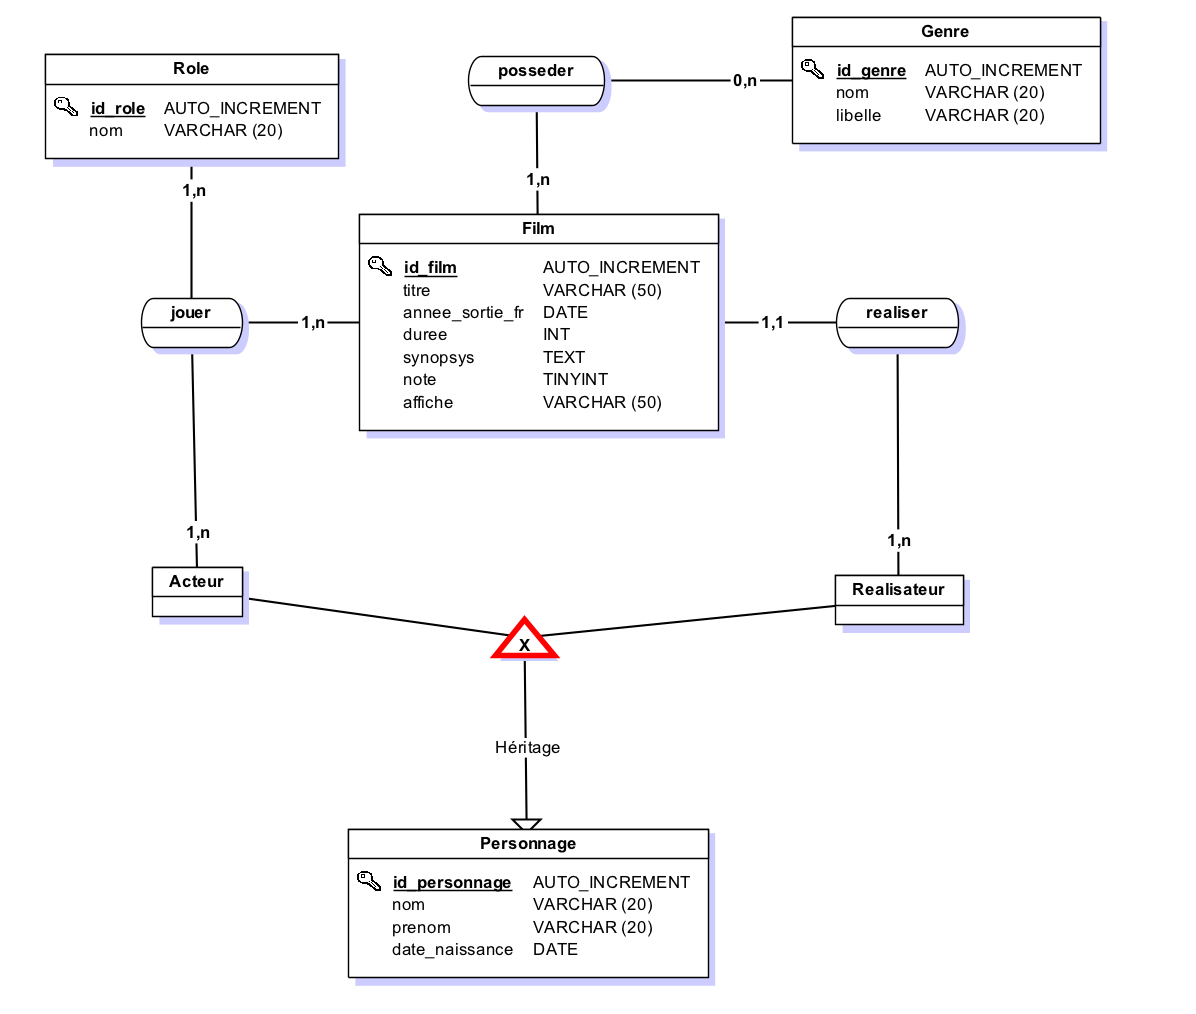 Genre
id_genre AUTO_INCREMENT
nom VARCHAR (20)
libelle VARCHAR (20)
posseder
0,n
1,n
Role
id_role AUTO_INCREMENT
nom VARCHAR (20)
1,n
Film
id_film AUTO_INCREMENT
titre VARCHAR (50)
annee_sortie_fr DATE
duree INT
synopsys TEXT
note TINYINT
affiche VARCHAR (50)
jouer
1,n
1,1
realiser
1,n
1,n
Acteur
Realisateur
X
Héritage
Personnage
id_personnage AUTO_INCREMENT
nom VARCHAR (20)
prenom VARCHAR (20)
date_naissance DATE